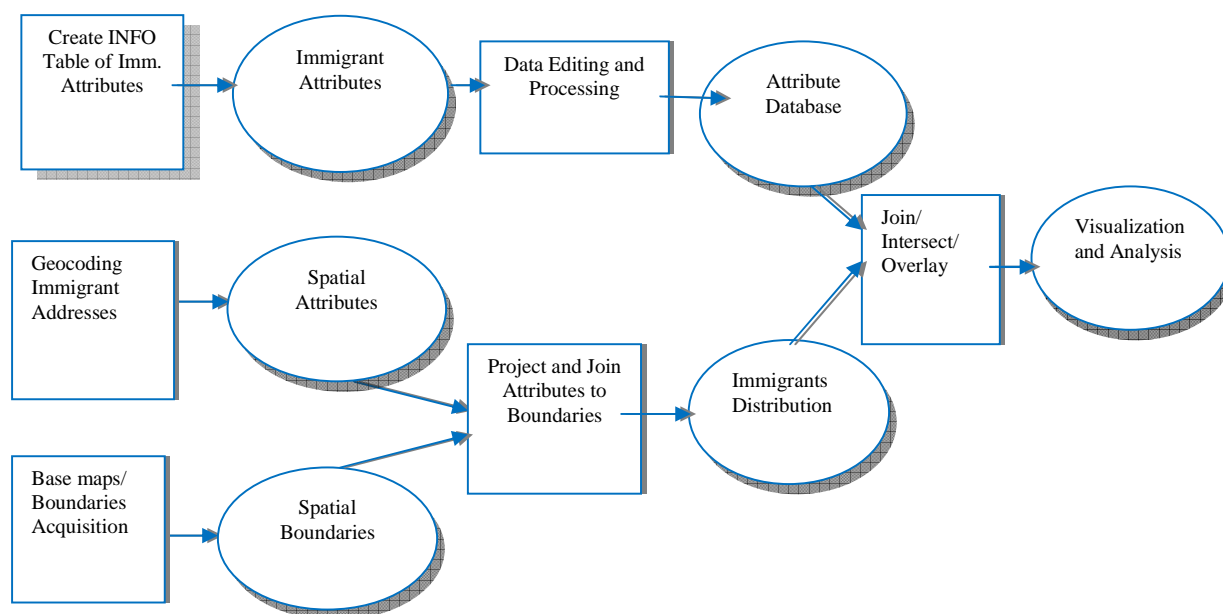 Create INFO
Table of Imm.
Attributes
Immigrant
Attributes
Data Editing and
Processing
Attribute
Database
Join/
Intersect/
Overlay
Visualization
and Analysis
Geocoding
Immigrant
Addresses
Spatial
Attributes
Project and Join
Attributes to
Boundaries
Immigrants
Distribution
Base maps/
Boundaries
Acquisition
Spatial
Boundaries